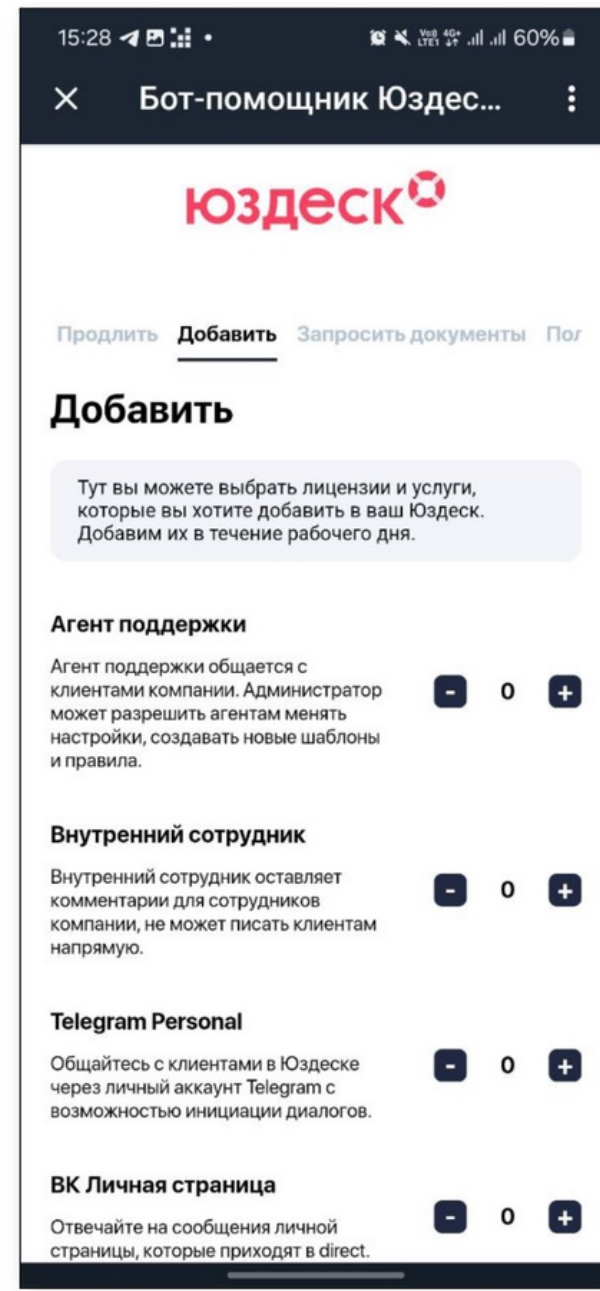 15:28
Vo)) LTE1 4G+ 60%
Бот-помощник Юздес...
юздеск
Продлить Добавить Запросить документы Пол
Добавить
Тут вы можете выбрать лицензии и услуги,
которые вы хотите добавить в ваш Юздеск.
Добавим их в течение рабочего дня.
Агент поддержки
Агент поддержки общается с
клиентами компании. Администратор
может разрешить агентам менять
настройки, создавать новые шаблоны
и правила.
- 0 +
Внутренний сотрудник
Внутренний сотрудник оставляет
комментарии для сотрудников
компании, не может писать клиентам
напрямую.
- 0 +
Telegram Personal
Общайтесь с клиентами в Юздеске
через личный аккаунт Telegram с
возможностью инициации диалогов.
- 0 +
ВК Личная страница
Отвечайте на сообщения личной
страницы, которые приходят в direct.
- 0 +